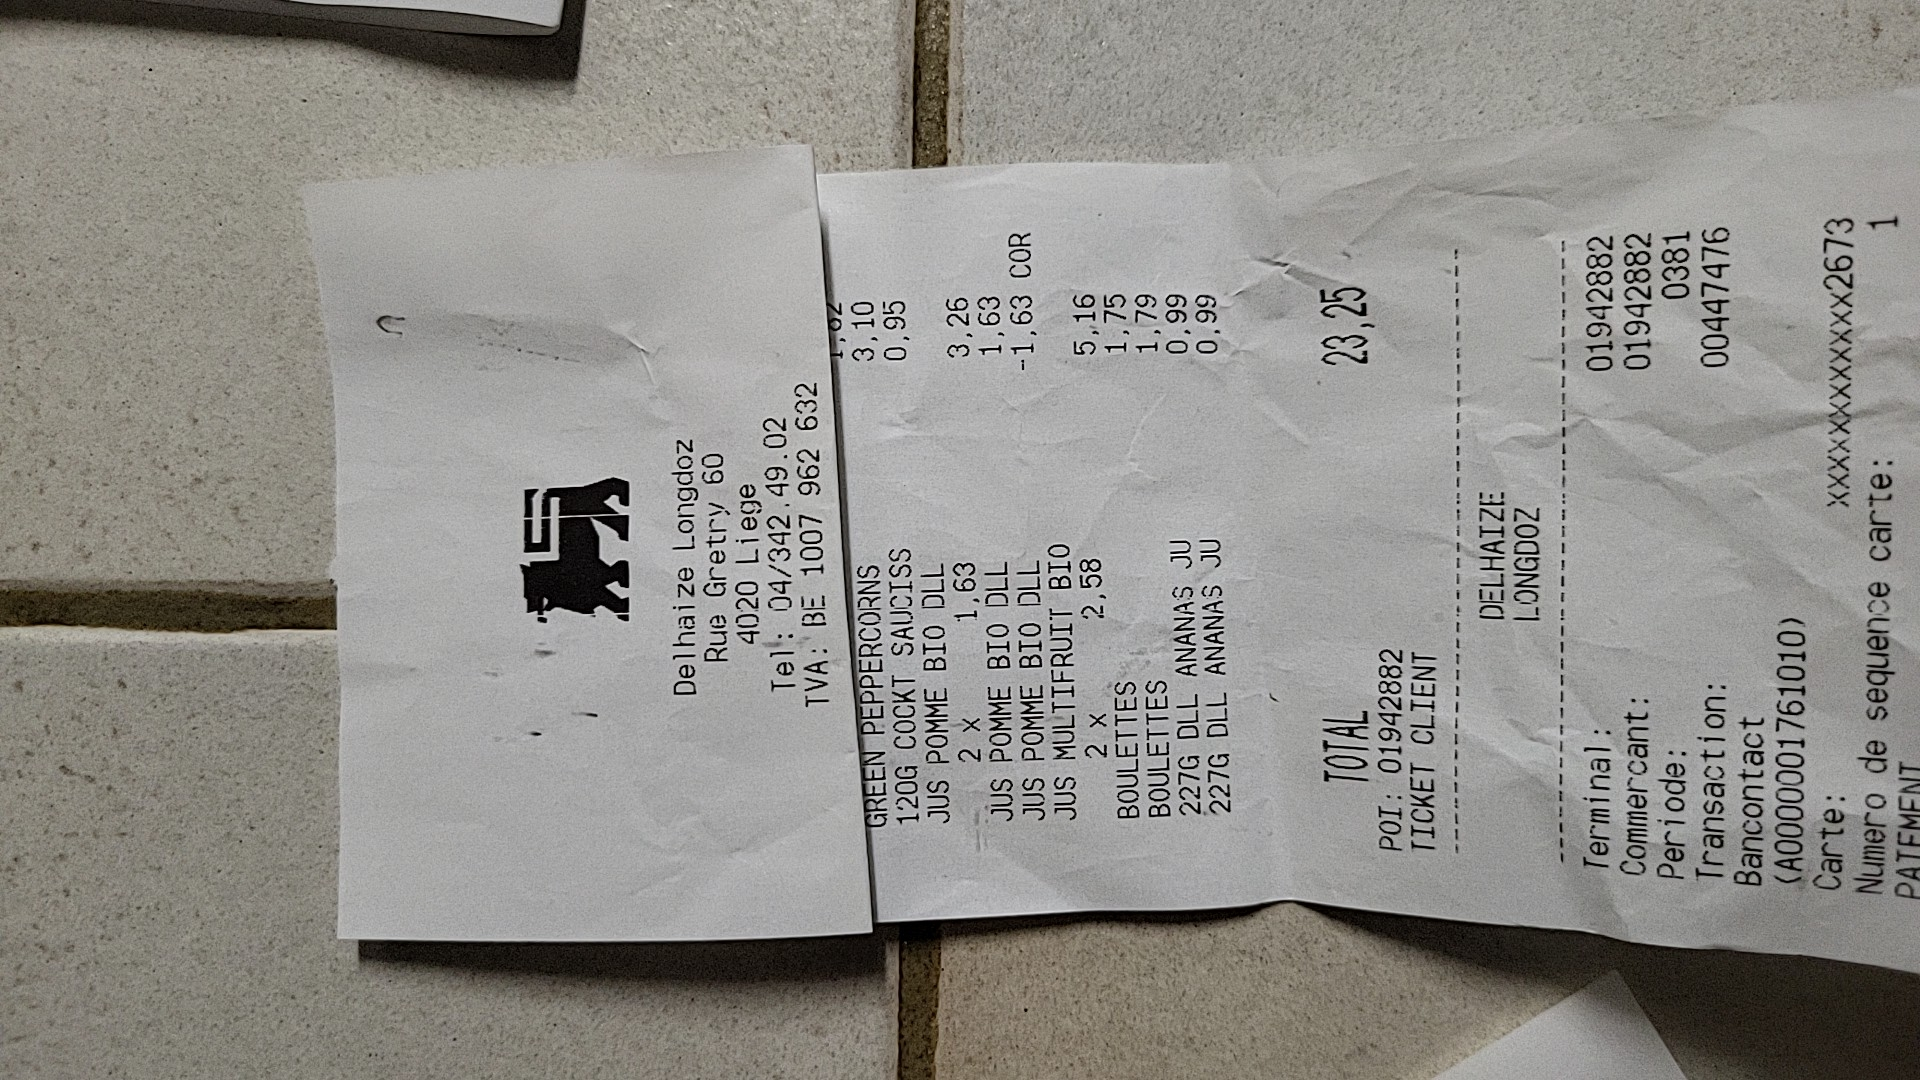 Delhaize Longdoz
Rue Gretry 60
4020 Liege
Tel: 04/342.49.02
TVA: BE 1007 962 632
GREEN PEPPERCORNS 3,10
120G COCKT SAUCISS 0,95
JUS POMME BIO DLL
2 x 1,63 3,26
JUS POMME BIO DLL 1,63
JUS POMME BIO DLL -1,63 COR
JUS MULTIFRUIT BIO
2 x 2,58 5,16
BOULETTES 1,75
BOULETTES 1,79
227G DLL ANANAS JU 0,99
227G DLL ANANAS JU 0,99
TOTAL 23,25
POI: 01942882
TICKET CLIENT
DELHAIZE
LONGDOZ
Terminal: 01942882
Commercant: 01942882
Periode: 0381
Transaction: 00447476
Bancontact
(A0000001761010)
Carte: xxxxxxxxxxxxx2673
Numero de sequence carte: 1
PAIEMENT